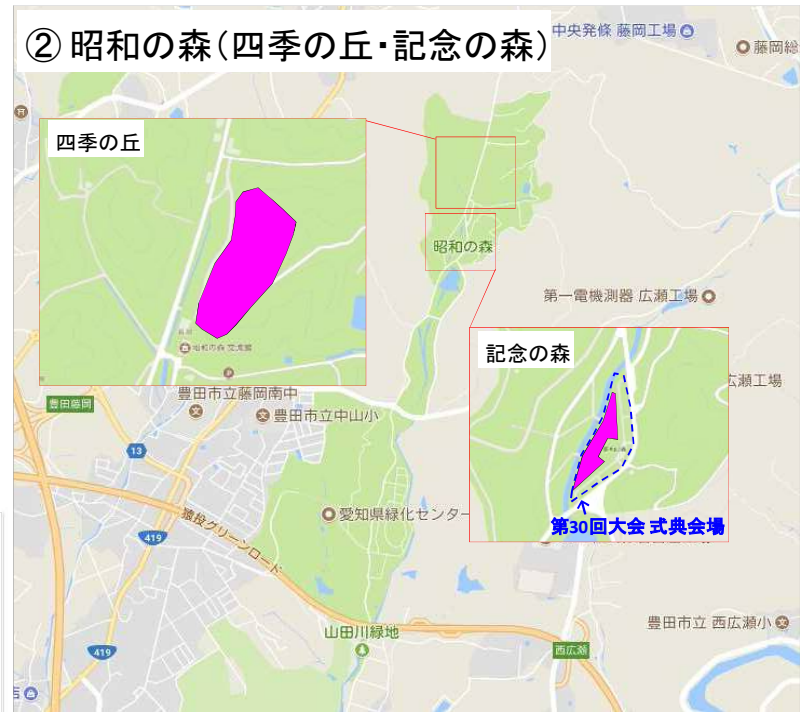 ② 昭和の森(四季の丘・記念の森)
中央発條 藤岡工場
藤岡総
四季の丘
昭和の森
第一電機測器 広瀬工場
記念の森
広瀬工場
豊田市立藤岡南中
豊田藤岡
豊田市立中山小
13
愛知県緑化センター
第30回大会 式典会場
猿投グリーンロード
419
豊田市立 西広瀬小
山田川緑地
西広瀬
419
店